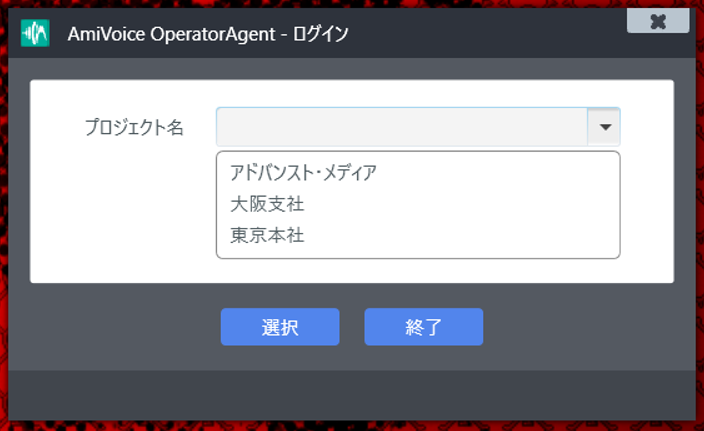 AmiVoice OperatorAgent - ログイン
プロジェクト名
アドバンスト・メディア
大阪支社
東京本社
選択
終了